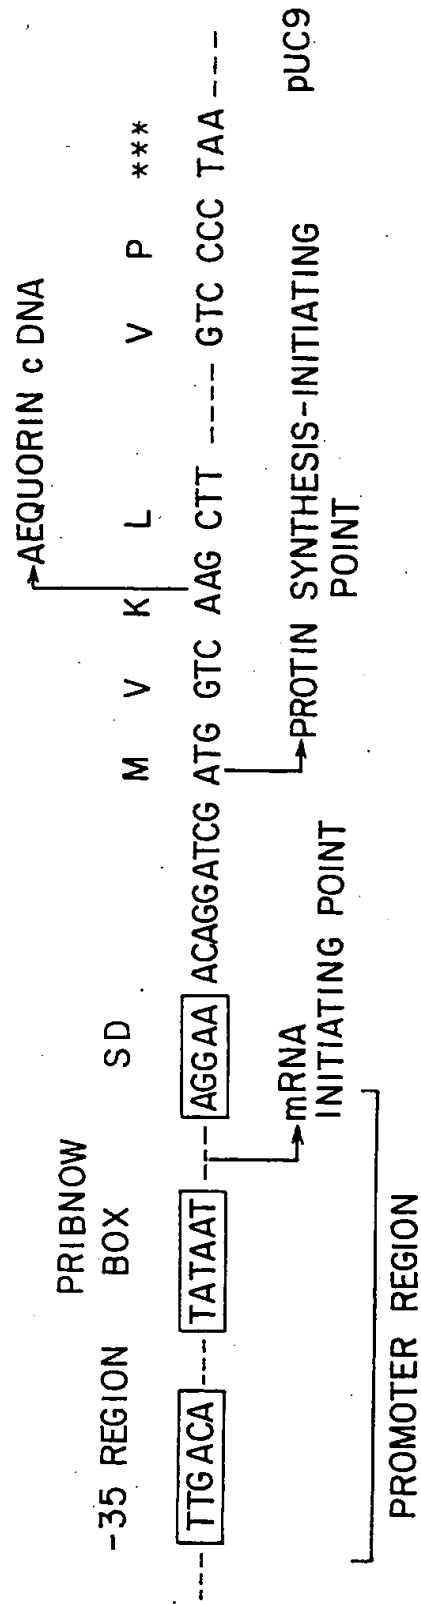 AEQUORIN c DNA
PRIBNOW
-35 REGION BOX SD M V K L V P ***
---- TTGACA ---- TATAAT ---- AGGAA ACAGGATCG ATG GTC AAG CTT ---- GTC CCC TAA ----
mRNA
INITIATING POINT
PROTIN SYNTHESIS-INITIATING
POINT
pUC9
PROMOTER REGION